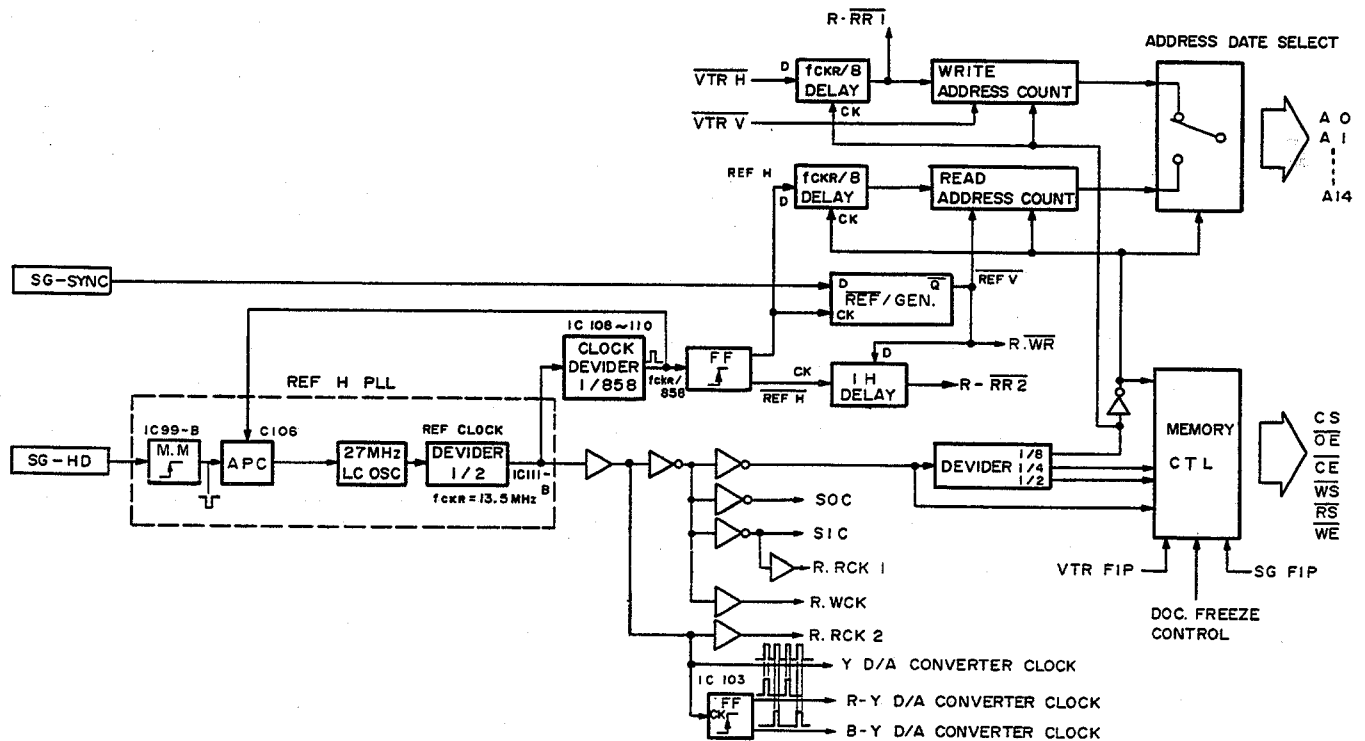 R-RR1
ADDRESS DATE SELECT
VTR H
D
fCKR/8
DELAY
CK
WRITE
ADDRESS COUNT
VTR V
A 0
A 1
A14
REF H
D
fCKR/8
DELAY
CK
READ
ADDRESS COUNT
SG-SYNC
D
Q
REF/GEN.
CK
REF V
IC 108~110
CLOCK
DEVIDER
1/858
fCKR/
858
FF
REF H
CK
D
1H
DELAY
R.WR
R-RR2
REF H PLL
SG-HD
IC99-B
M.M
C106
APC
27MHz
LC OSC
REF CLOCK
DEVIDER
1/2
fCKR=13.5MHz
IC111-
B
DEVIDER
1/8
1/4
1/2
MEMORY
CTL
CS
OE
CE
WS
RS
WE
SOC
SIC
R.RCK 1
R.WCK
R.RCK 2
VTR FIP
SG FIP
DOC. FREEZE
CONTROL
Y D/A CONVERTER CLOCK
IC 103
FF
CK
R-Y D/A CONVERTER CLOCK
B-Y D/A CONVERTER CLOCK